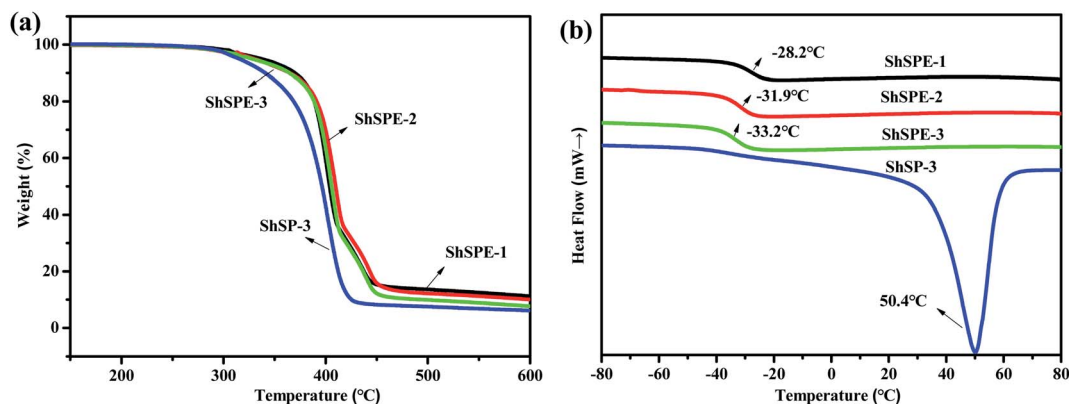 (a)
100
80
60
40
20
0
Weight (%)
ShSPE-3
ShSPE-2
ShSP-3
ShSPE-1
200
300
400
500
600
Temperature (℃)
(b)
-28.2℃
ShSPE-1
-31.9℃
ShSPE-2
-33.2℃
ShSPE-3
ShSP-3
50.4℃
Heat Flow (mW→)
-80
-60
-40
-20
0
20
40
60
80
Temperature (℃)